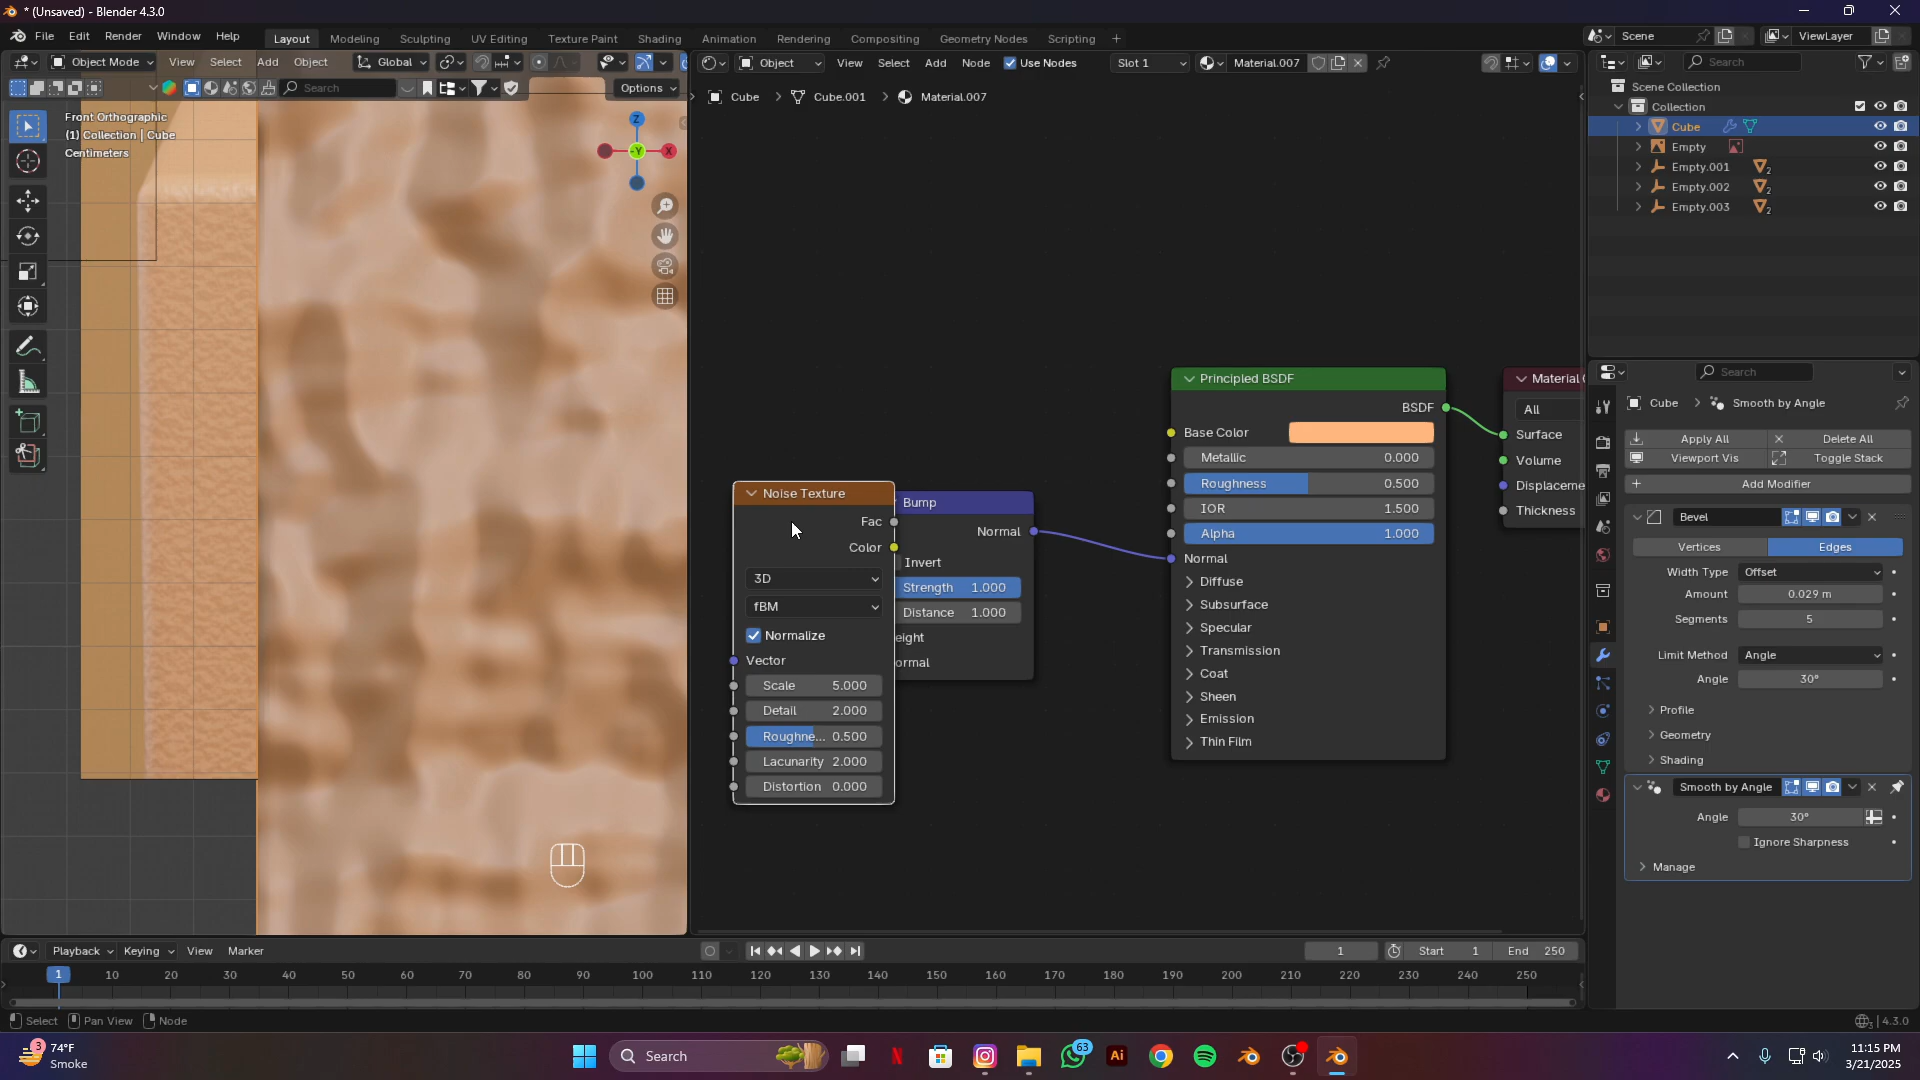 * (Unsaved) - Blender 4.3.0
File Edit Render Window Help
Layout Modeling Sculpting UV Editing Texture Paint Shading Animation Rendering Compositing Geometry Nodes Scripting +
Scene ViewLayer
Object Mode View Select Add Object Global
Object View Select Add Node Use Nodes Slot 1 Material.007
Search
Search Options
Cube Cube.001 Material.007
Front Orthographic
(1) Collection | Cube
Centimeters
Z
X
-Y
Scene Collection
Collection
Cube
Empty
Empty.001 2
Empty.002 2
Empty.003 2
Noise Texture
Fac
Color
3D
fBM
Normalize
Vector
Scale 5.000
Detail 2.000
Roughne... 0.500
Lacunarity 2.000
Distortion 0.000
Bump
Normal
Invert
Strength 1.000
Distance 1.000
eight
ormal
Principled BSDF
BSDF
Base Color
Metallic 0.000
Roughness 0.500
IOR 1.500
Alpha 1.000
Normal
Diffuse
Subsurface
Specular
Transmission
Coat
Sheen
Emission
Thin Film
Material
All
Surface
Volume
Displaceme
Thickness
Search
Cube Smooth by Angle
Apply All Delete All
Viewport Vis Toggle Stack
Add Modifier
Bevel
Vertices Edges
Width Type Offset
Amount 0.029 m
Segments 5
Limit Method Angle
Angle 30°
Profile
Geometry
Shading
Smooth by Angle
Angle 30°
Ignore Sharpness
Manage
Playback Keying View Marker
1 Start 1 End 250
1 10 20 30 40 50 60 70 80 90 100 110 120 130 140 150 160 170 180 190 200 210 220 230 240 250
Select Pan View Node
4.3.0
3
74°F
Smoke
Search
63
Ai
11:15 PM
3/21/2025